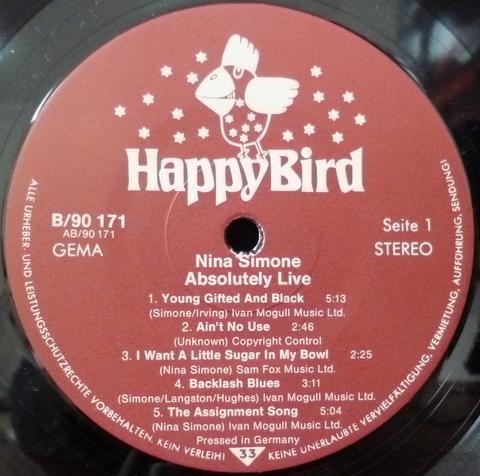 HappyBird
B/90 171
AB/90 171
GEMA
Seite 1
STEREO
Nina Simone
Absolutely Live
1. Young Gifted And Black 5:13
(Simone/Irving) Ivan Mogull Music Ltd.
2. Ain't No Use 2:46
(Unknown) Copyright Control
3. I Want A Little Sugar In My Bowl 2:25
(Nina Simone) Sam Fox Music Ltd.
4. Backlash Blues 3:11
(Simone/Langston/Hughes) Ivan Mogull Music Ltd.
5. The Assignment Song 5:04
(Nina Simone) Ivan Mogull Music Ltd.
Pressed in Germany
33
ALLE URHEBER- UND LEISTUNGSSCHUTZRECHTE VORBEHALTEN. KEIN VERLEIH! KEINE UNERLAUBTE VERVIELFÄLTIGUNG, VERMIETUNG, AUFFÜHRUNG, SENDUNG!